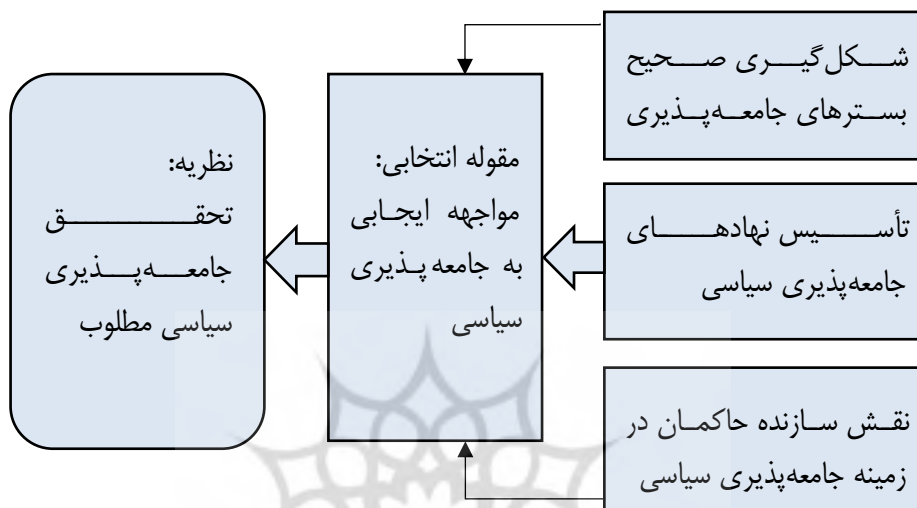 شکل‌گیری صحیح
بسترهای جامعه‌پذیری
تأسیس نهادهای
جامعه‌پذیری سیاسی
نقش سازنده حاکمان در
زمینه جامعه‌پذیری سیاسی
مقوله انتخابی:
مواجهه ایجابی
به جامعه پذیری
سیاسی
نظریه:
تحقق
جامعه‌پذیری
سیاسی مطلوب